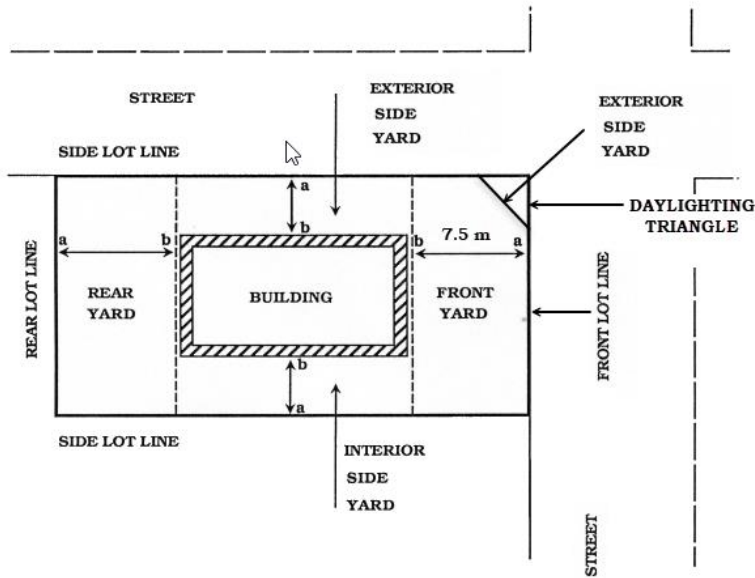 STREET
EXTERIOR
SIDE
YARD
EXTERIOR
SIDE
YARD
SIDE LOT LINE
DAYLIGHTING
TRIANGLE
a
b
a
b
b
7.5 m
a
REAR LOT LINE
REAR
YARD
BUILDING
FRONT
YARD
FRONT LOT LINE
b
a
SIDE LOT LINE
INTERIOR
SIDE
YARD
STREET